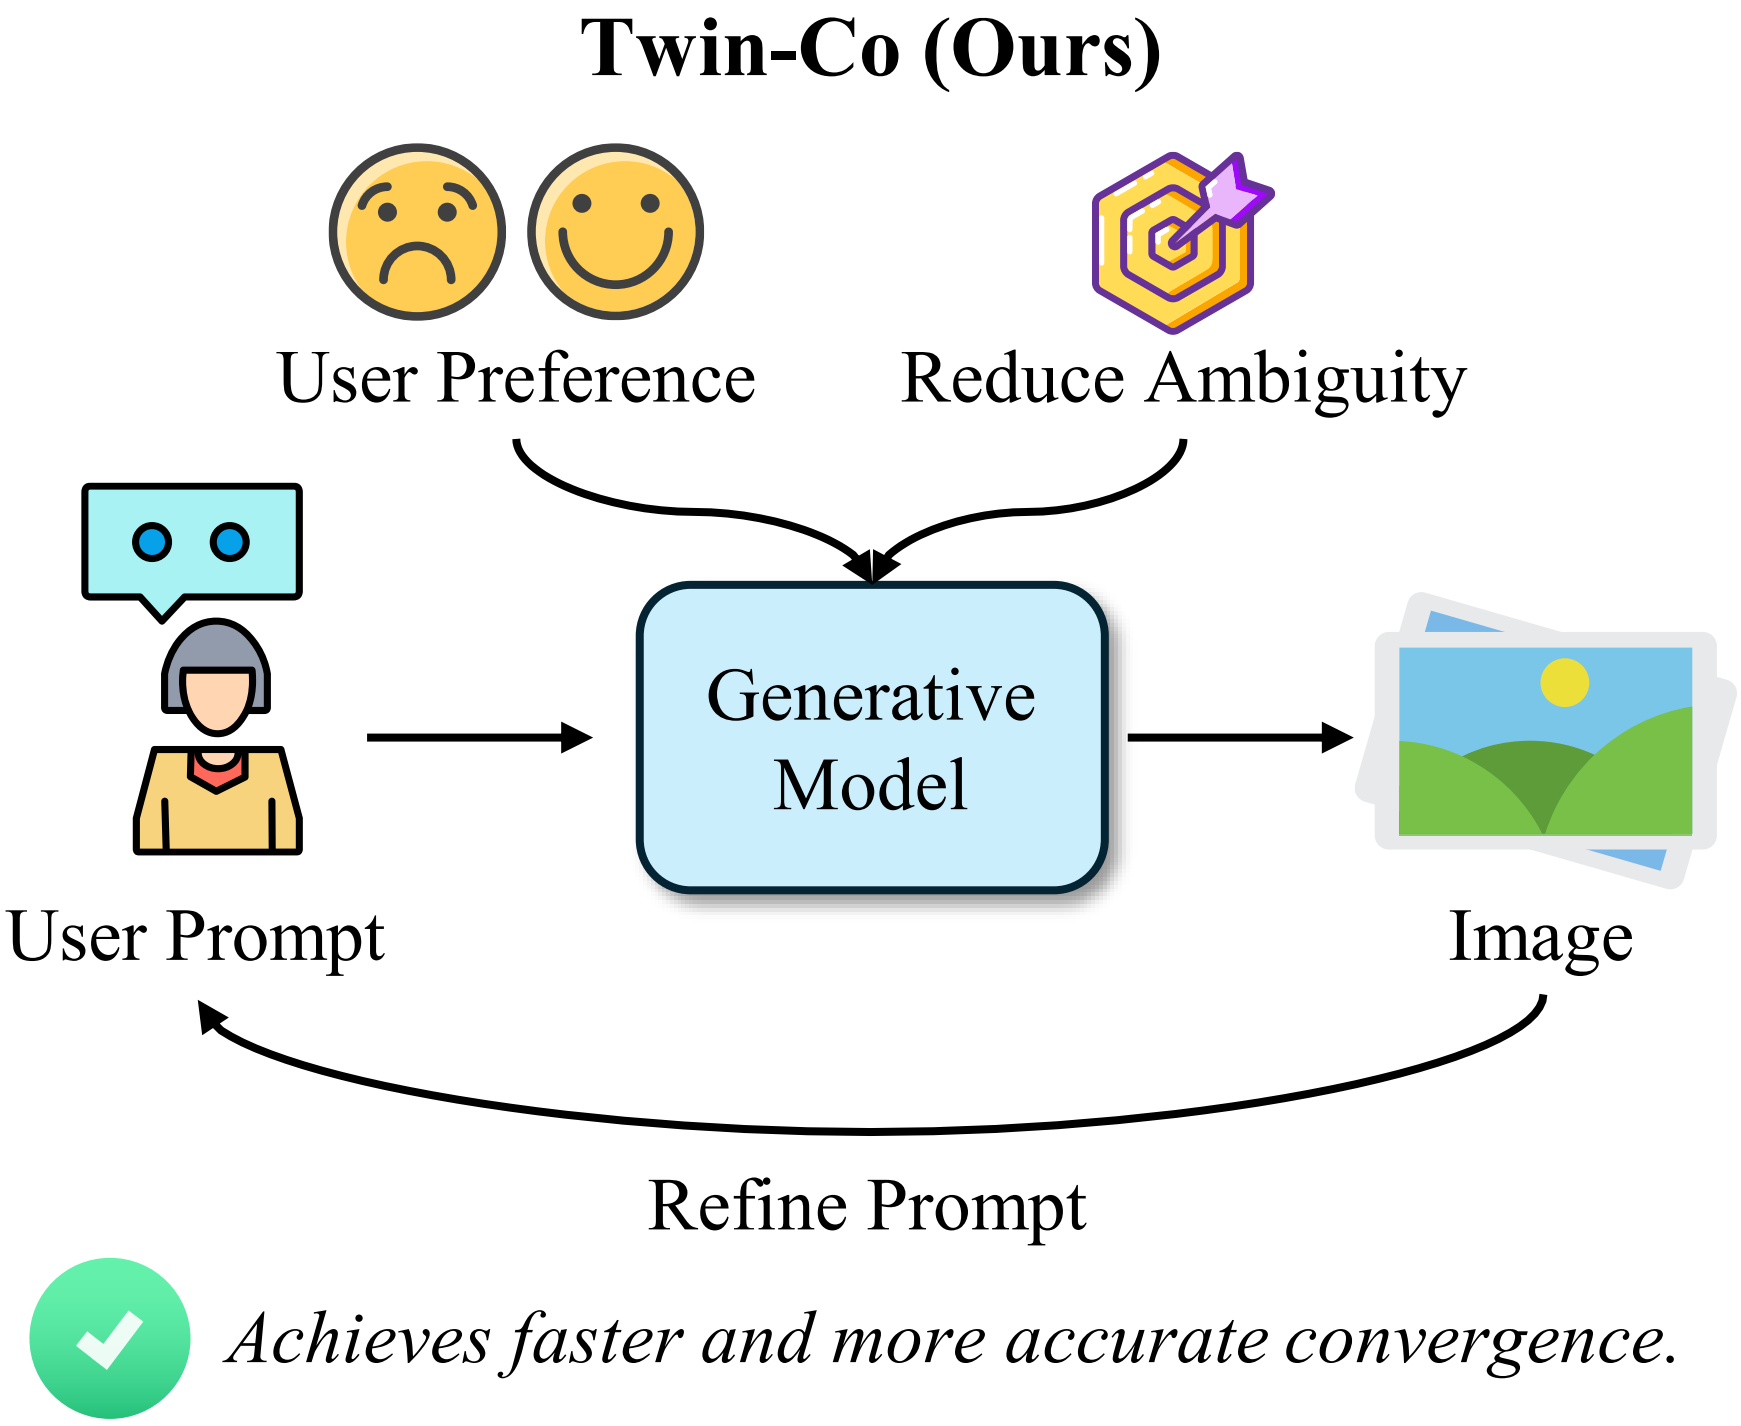 Twin-Co (Ours)
User Preference
Reduce Ambiguity
Generative
Model
User Prompt
Image
Refine Prompt
Achieves faster and more accurate convergence.